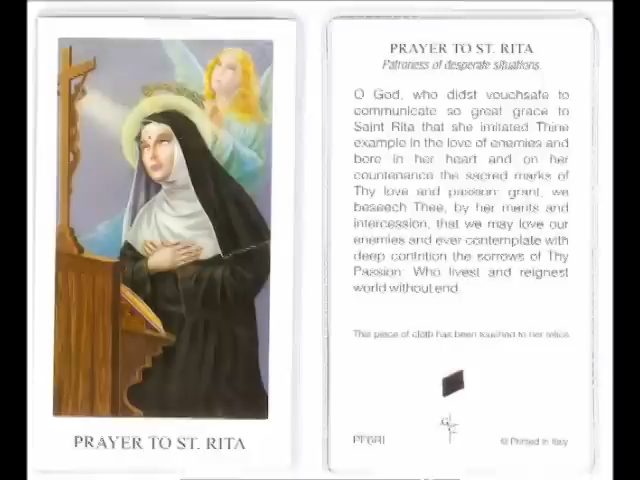 PRAYER TO ST. RITA
PRAYER TO ST. RITA
Patroness of desperate situations
O God, who didst vouchsafe to
communicate so great grace to
Saint Rita that she imitated Thine
example in the love of enemies and
bore in her heart and on her
countenance the sacred marks of
Thy love and passion: grant, we
beseech Thee, by her merits and
intercession, that we may love our
enemies and ever contemplate with
deep contrition the sorrows of Thy
Passion. Who livest and reignest
world without end.
This piece of cloth has been touched to her relics
© Printed in Italy